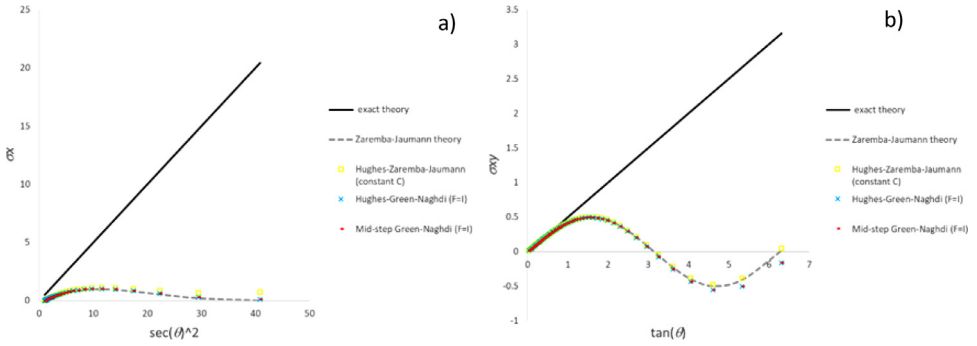 a)
25
20
15
10
5
0
σx
0 10 20 30 40 50
sec(θ)^2
exact theory
Zaremba-Jaumann theory
Hughes-Zaremba-Jaumann
(constant C)
Hughes-Green-Naghdi (F=I)
Mid-step Green-Naghdi (F=I)
b)
3.5
3
2.5
2
1.5
1
0.5
0
-0.5
-1
σxy
0 1 2 3 4 5 6 7
tan(θ)
exact theory
Zaremba-Jaumann theory
Hughes-Zaremba-Jaumann
(constant C)
Hughes-Green-Naghdi (F=I)
Mid-step Green-Naghdi (F=I)